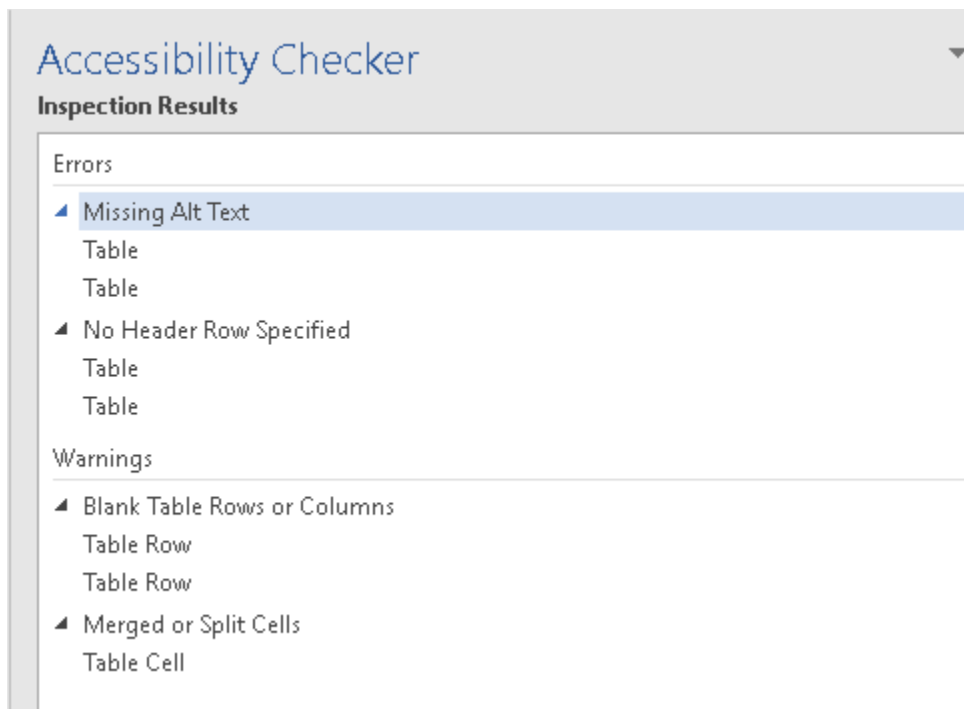 Accessibility Checker
Inspection Results
Errors
Missing Alt Text
Table
Table
No Header Row Specified
Table
Table
Warnings
Blank Table Rows or Columns
Table Row
Table Row
Merged or Split Cells
Table Cell